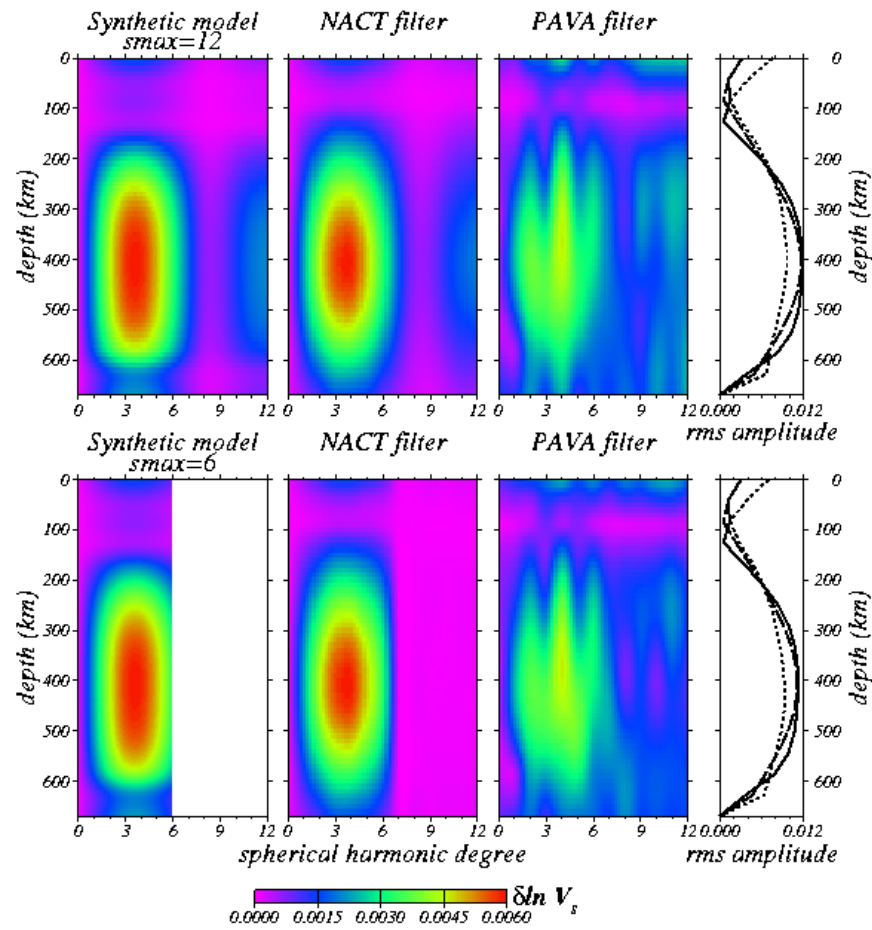 Synthetic model NACT filter PAVA filter
smax=12
0 0
100 100
200 200
300 300
400 400
500 500
600 600
depth (km) depth (km)
0 3 6 9 12 0 3 6 9 12 0 3 6 9 12 0.000 0.012
rms amplitude
Synthetic model NACT filter PAVA filter
smax=6
0 0
100 100
200 200
300 300
400 400
500 500
600 600
depth (km) depth (km)
0 3 6 9 12 0 3 6 9 12 0 3 6 9 12 0.000 0.012
spherical harmonic degree rms amplitude
δln Vs
0.0000 0.0015 0.0030 0.0045 0.0060